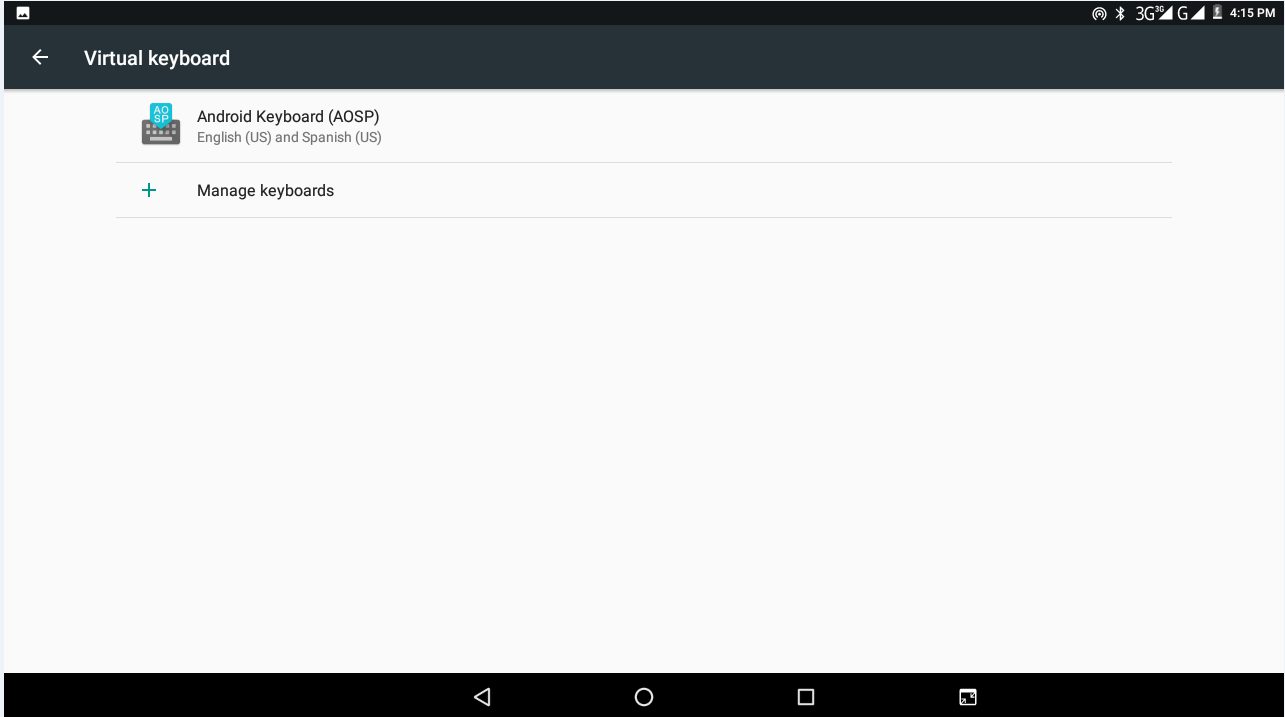 3G 3G G 4:15 PM
Virtual keyboard
AO
SP
Android Keyboard (AOSP)
English (US) and Spanish (US)
Manage keyboards